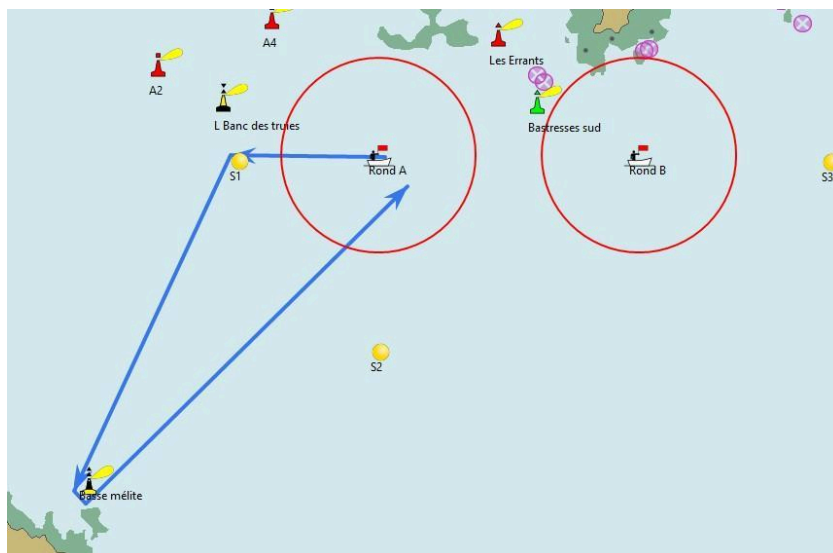 A4
Les Errants
A2
L Banc des truies
Bastresses sud
S1
Rond A
Rond B
S3
S2
Basse mélite